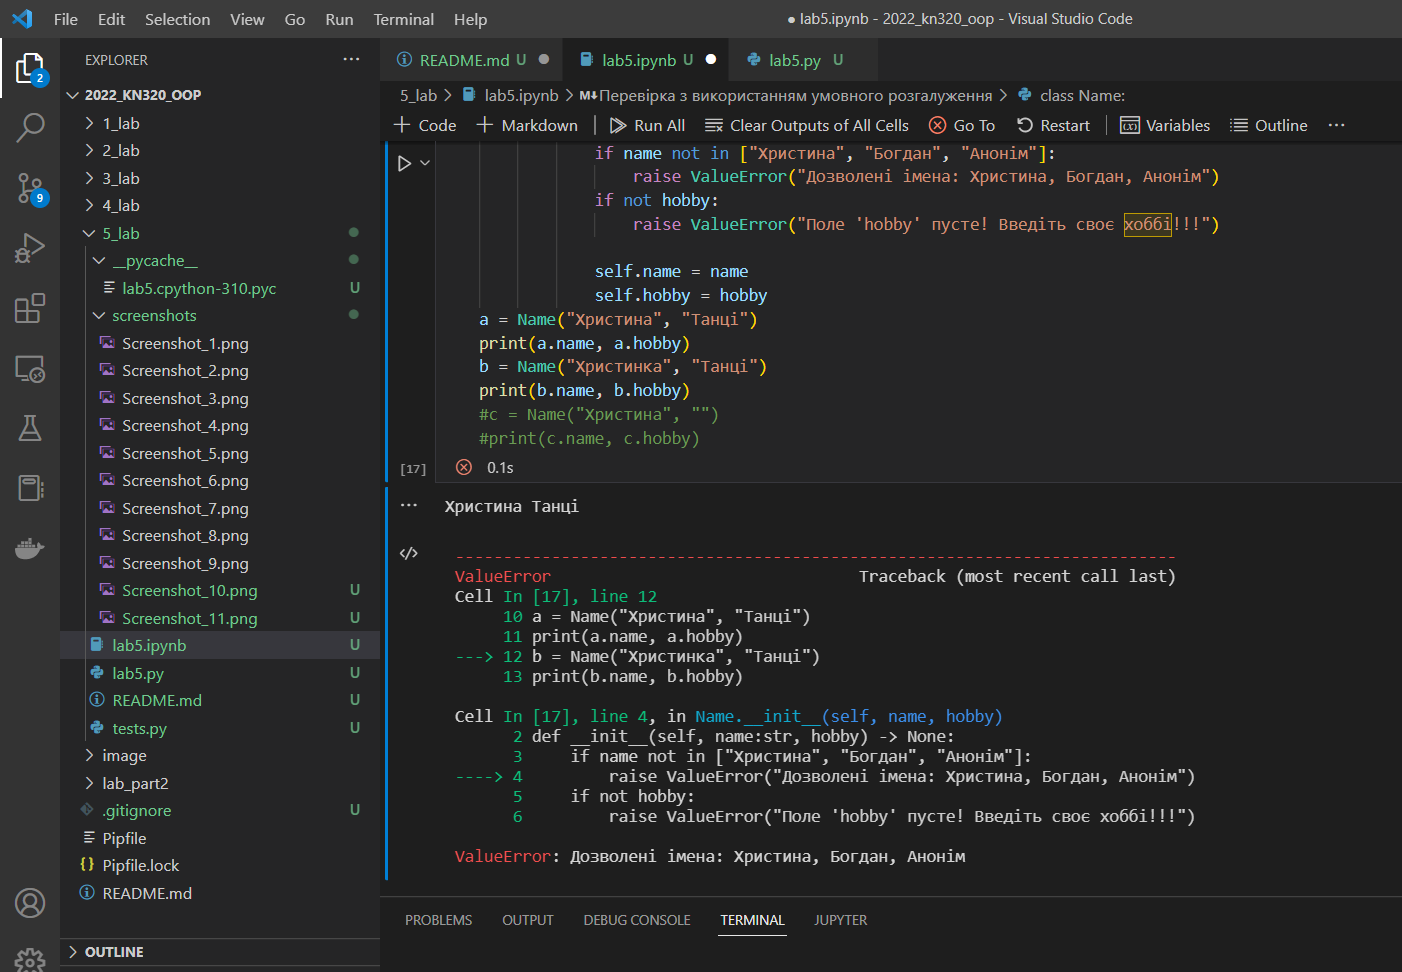 File Edit Selection View Go Run Terminal Help
● lab5.ipynb - 2022_kn320_oop - Visual Studio Code
EXPLORER ···
README.md U ●
lab5.ipynb U ●
lab5.py U
2
9
2022_KN320_OOP
1_lab
2_lab
3_lab
4_lab
5_lab
__pycache__
lab5.cpython-310.pyc U
screenshots
Screenshot_1.png
Screenshot_2.png
Screenshot_3.png
Screenshot_4.png
Screenshot_5.png
Screenshot_6.png
Screenshot_7.png
Screenshot_8.png
Screenshot_9.png
Screenshot_10.png U
Screenshot_11.png U
lab5.ipynb U
lab5.py U
README.md U
tests.py U
image
lab_part2
.gitignore U
Pipfile
Pipfile.lock
README.md
OUTLINE
5_lab > lab5.ipynb > M↓Перевірка з використанням умовного розгалуження > class Name:
+ Code + Markdown | Run All Clear Outputs of All Cells Go To Restart | Variables Outline ···
if name not in ["Христина", "Богдан", "Анонім"]:
raise ValueError("Дозволені імена: Христина, Богдан, Анонім")
if not hobby:
raise ValueError("Поле 'hobby' пусте! Введіть своє хоббі!!!")
self.name = name
self.hobby = hobby
a = Name("Христина", "Танці")
print(a.name, a.hobby)
b = Name("Христинка", "Танці")
print(b.name, b.hobby)
#c = Name("Христина", "")
#print(c.name, c.hobby)
[17] 0.1s
··· Христина Танці
</>
---------------------------------------------------------------------------
ValueError Traceback (most recent call last)
Cell In [17], line 12
10 a = Name("Христина", "Танці")
11 print(a.name, a.hobby)
---> 12 b = Name("Христинка", "Танці")
13 print(b.name, b.hobby)
Cell In [17], line 4, in Name.__init__(self, name, hobby)
2 def __init__(self, name:str, hobby) -> None:
3 if name not in ["Христина", "Богдан", "Анонім"]:
----> 4 raise ValueError("Дозволені імена: Христина, Богдан, Анонім")
5 if not hobby:
6 raise ValueError("Поле 'hobby' пусте! Введіть своє хоббі!!!")
ValueError: Дозволені імена: Христина, Богдан, Анонім
PROBLEMS OUTPUT DEBUG CONSOLE TERMINAL JUPYTER